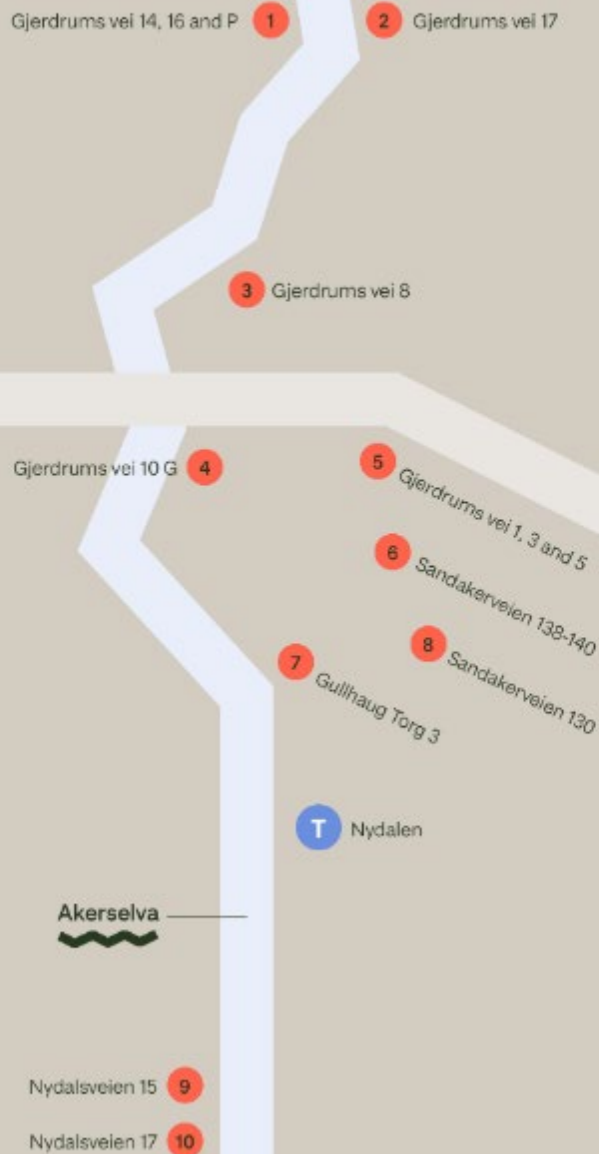 Gjerdrums vei 14, 16 and P 1
2 Gjerdrums vei 17
3 Gjerdrums vei 8
Gjerdrums vei 10 G 4
5 Gjerdrums vei 1, 3 and 5
6 Sandakerveien 138-140
8 Sandakerveien 130
7 Gullhaug Torg 3
T Nydalen
Akerselva
Nydalsveien 15 9
Nydalsveien 17 10